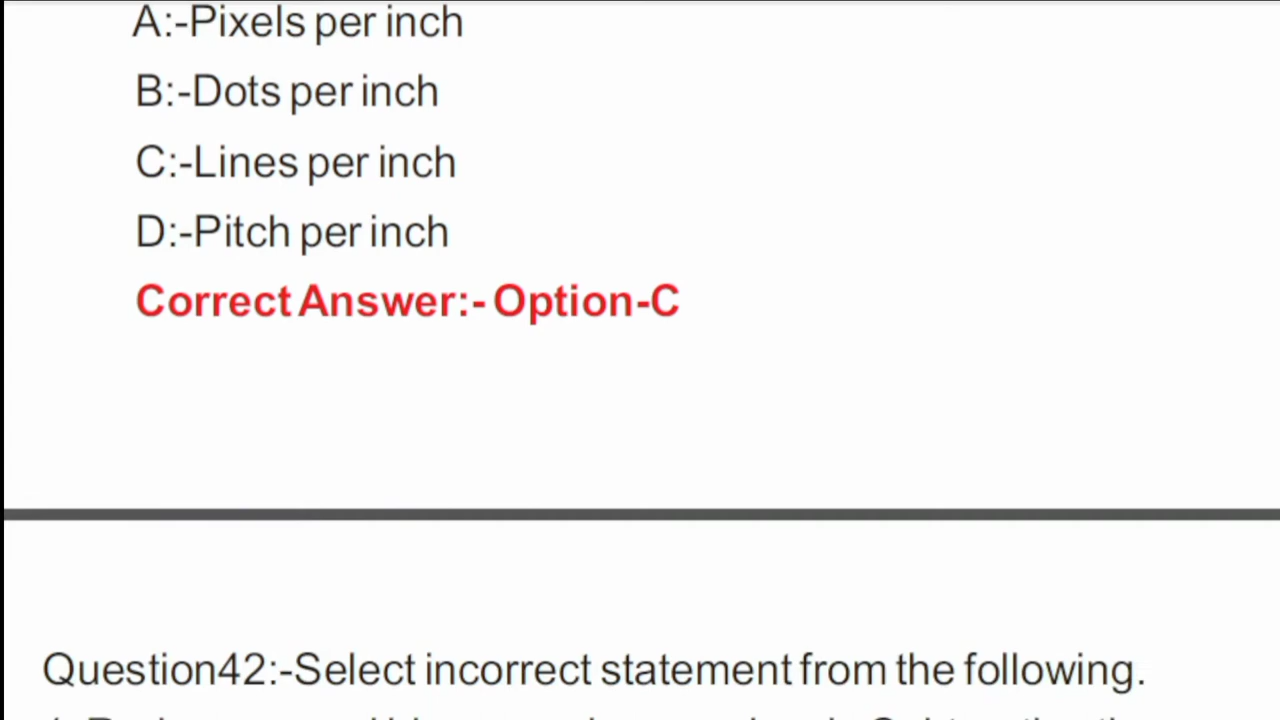 A:-Pixels per inch
B:-Dots per inch
C:-Lines per inch
D:-Pitch per inch
Correct Answer:- Option-C
Question42:-Select incorrect statement from the following.